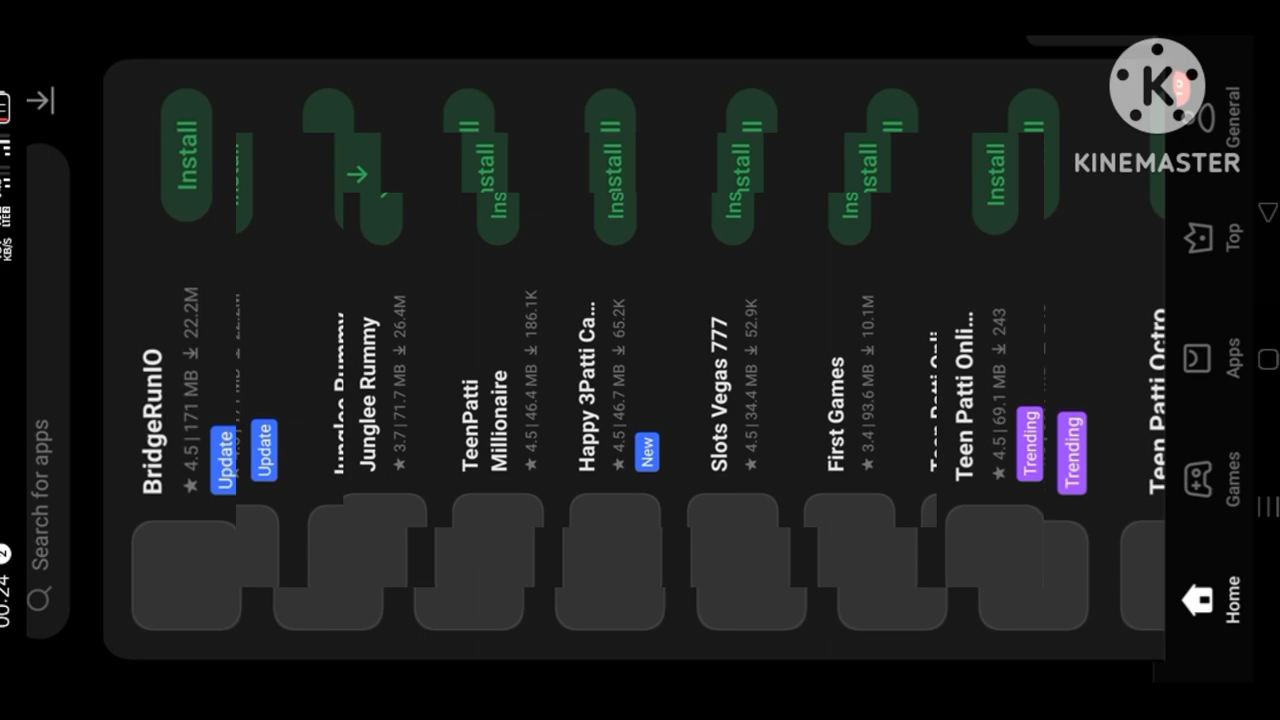 00:24
Search for apps
BridgeRunIO
★ 4.5 | 171 MB ↓ 22.2M
Update
Install
Update
Junglee Rummy
Junglee Rummy
★ 3.7 | 71.7 MB ↓ 26.4M
TeenPatti
Millionaire
★ 4.5 | 46.4 MB ↓ 186.1K
Install
Happy 3Patti Ca...
★ 4.5 | 46.7 MB ↓ 65.2K
New
Install
Slots Vegas 777
★ 4.5 | 34.4 MB ↓ 52.9K
Install
First Games
★ 3.4 | 93.6 MB ↓ 10.1M
Install
Teen Patti Onli...
★ 4.5 | 69.1 MB ↓ 243
Trending
Install
Trending
Teen Patti Octro
Home
Games
Apps
Top
General
KINEMASTER